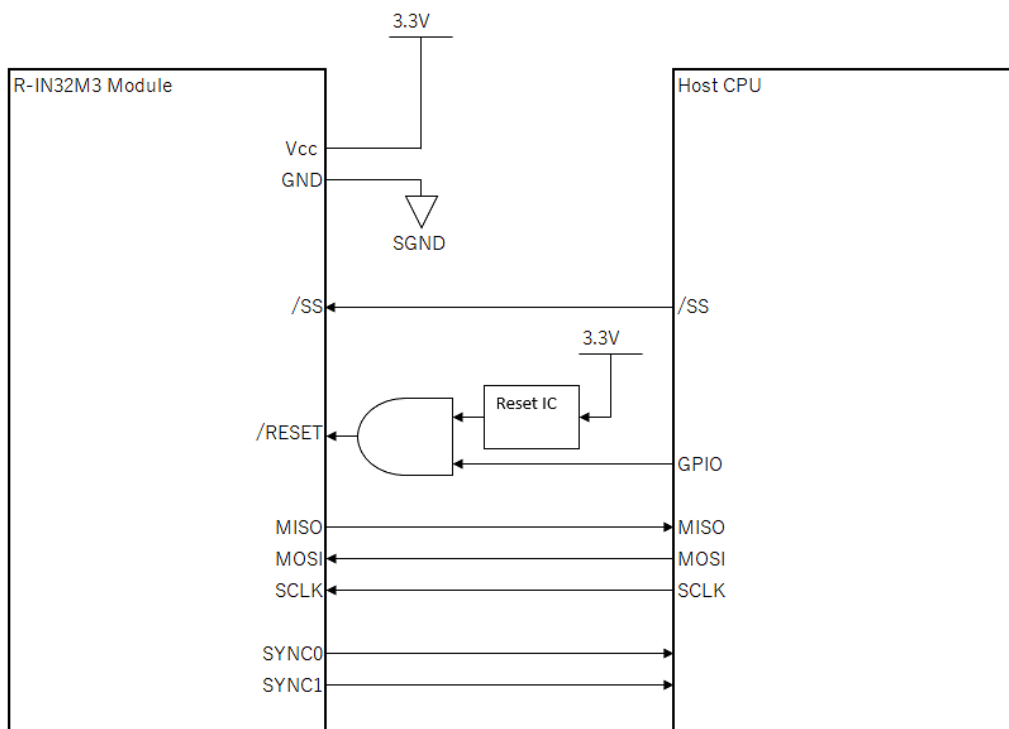 3.3V
R-IN32M3 Module
Host CPU
Vcc
GND
SGND
/SS
/SS
3.3V
Reset IC
/RESET
GPIO
MISO
MISO
MOSI
MOSI
SCLK
SCLK
SYNC0
SYNC1